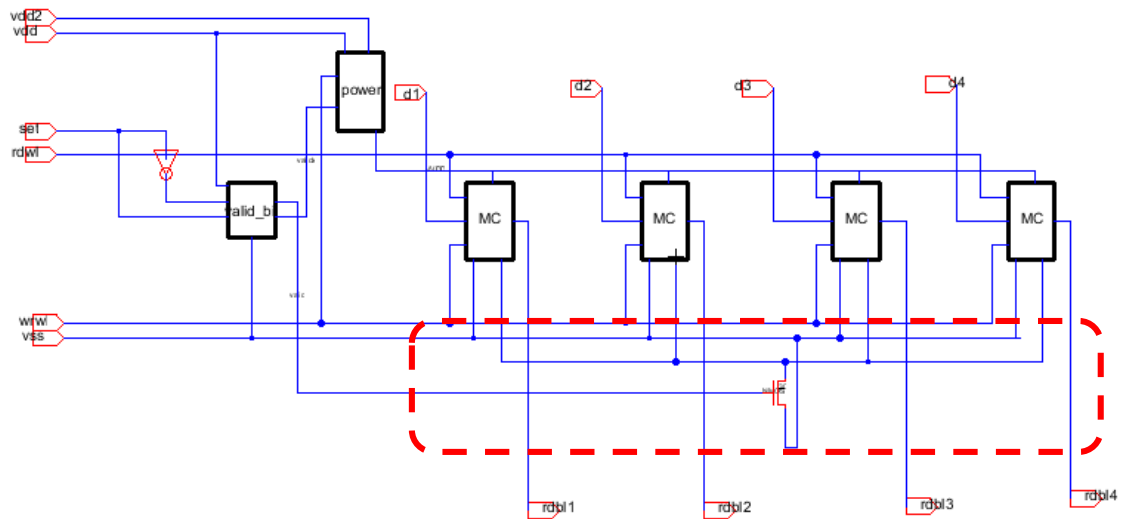 vdd2
vdd
power
d1
d2
d3
d4
sel
rdwl
valid_bi
MC
MC
MC
MC
wrwl
vss
rdbl1
rdbl2
rdbl3
rdbl4